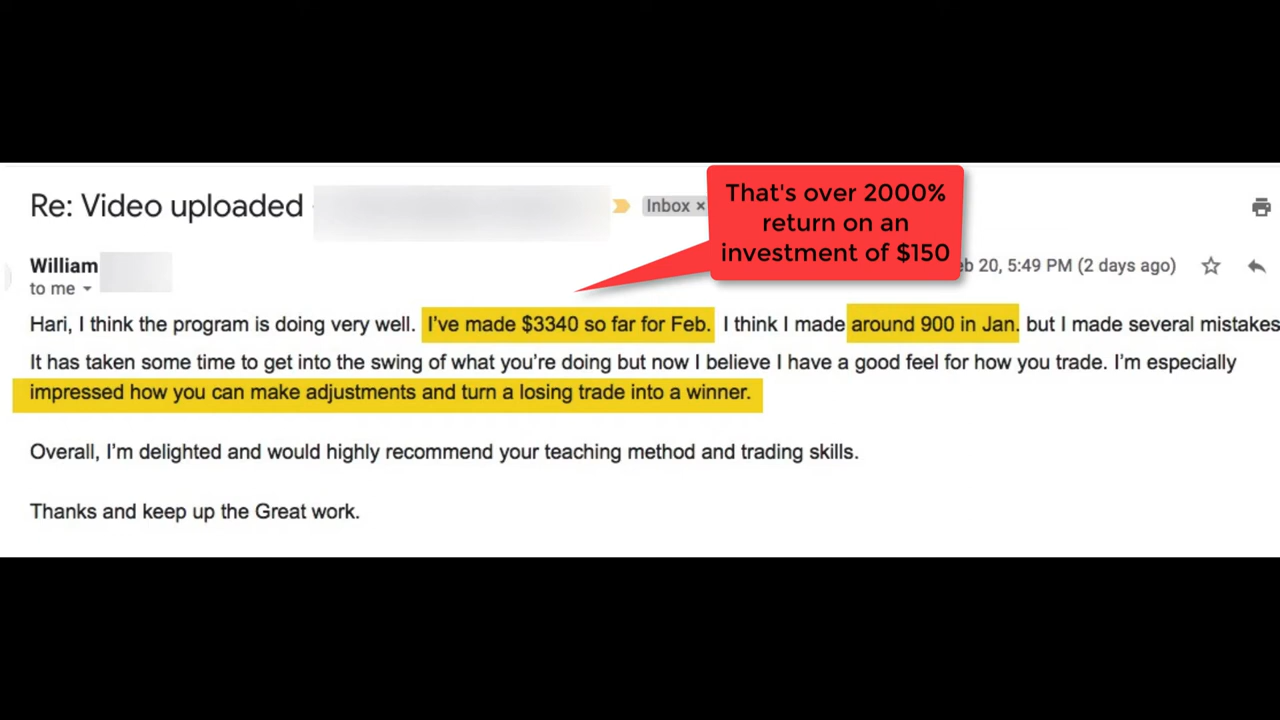 Re: Video uploaded
Inbox ×
That's over 2000%
return on an
investment of $150
William
eb 20, 5:49 PM (2 days ago)
to me
Hari, I think the program is doing very well. I've made $3340 so far for Feb. I think I made around 900 in Jan. but I made several mistakes
It has taken some time to get into the swing of what you're doing but now I believe I have a good feel for how you trade. I'm especially
impressed how you can make adjustments and turn a losing trade into a winner.
Overall, I'm delighted and would highly recommend your teaching method and trading skills.
Thanks and keep up the Great work.